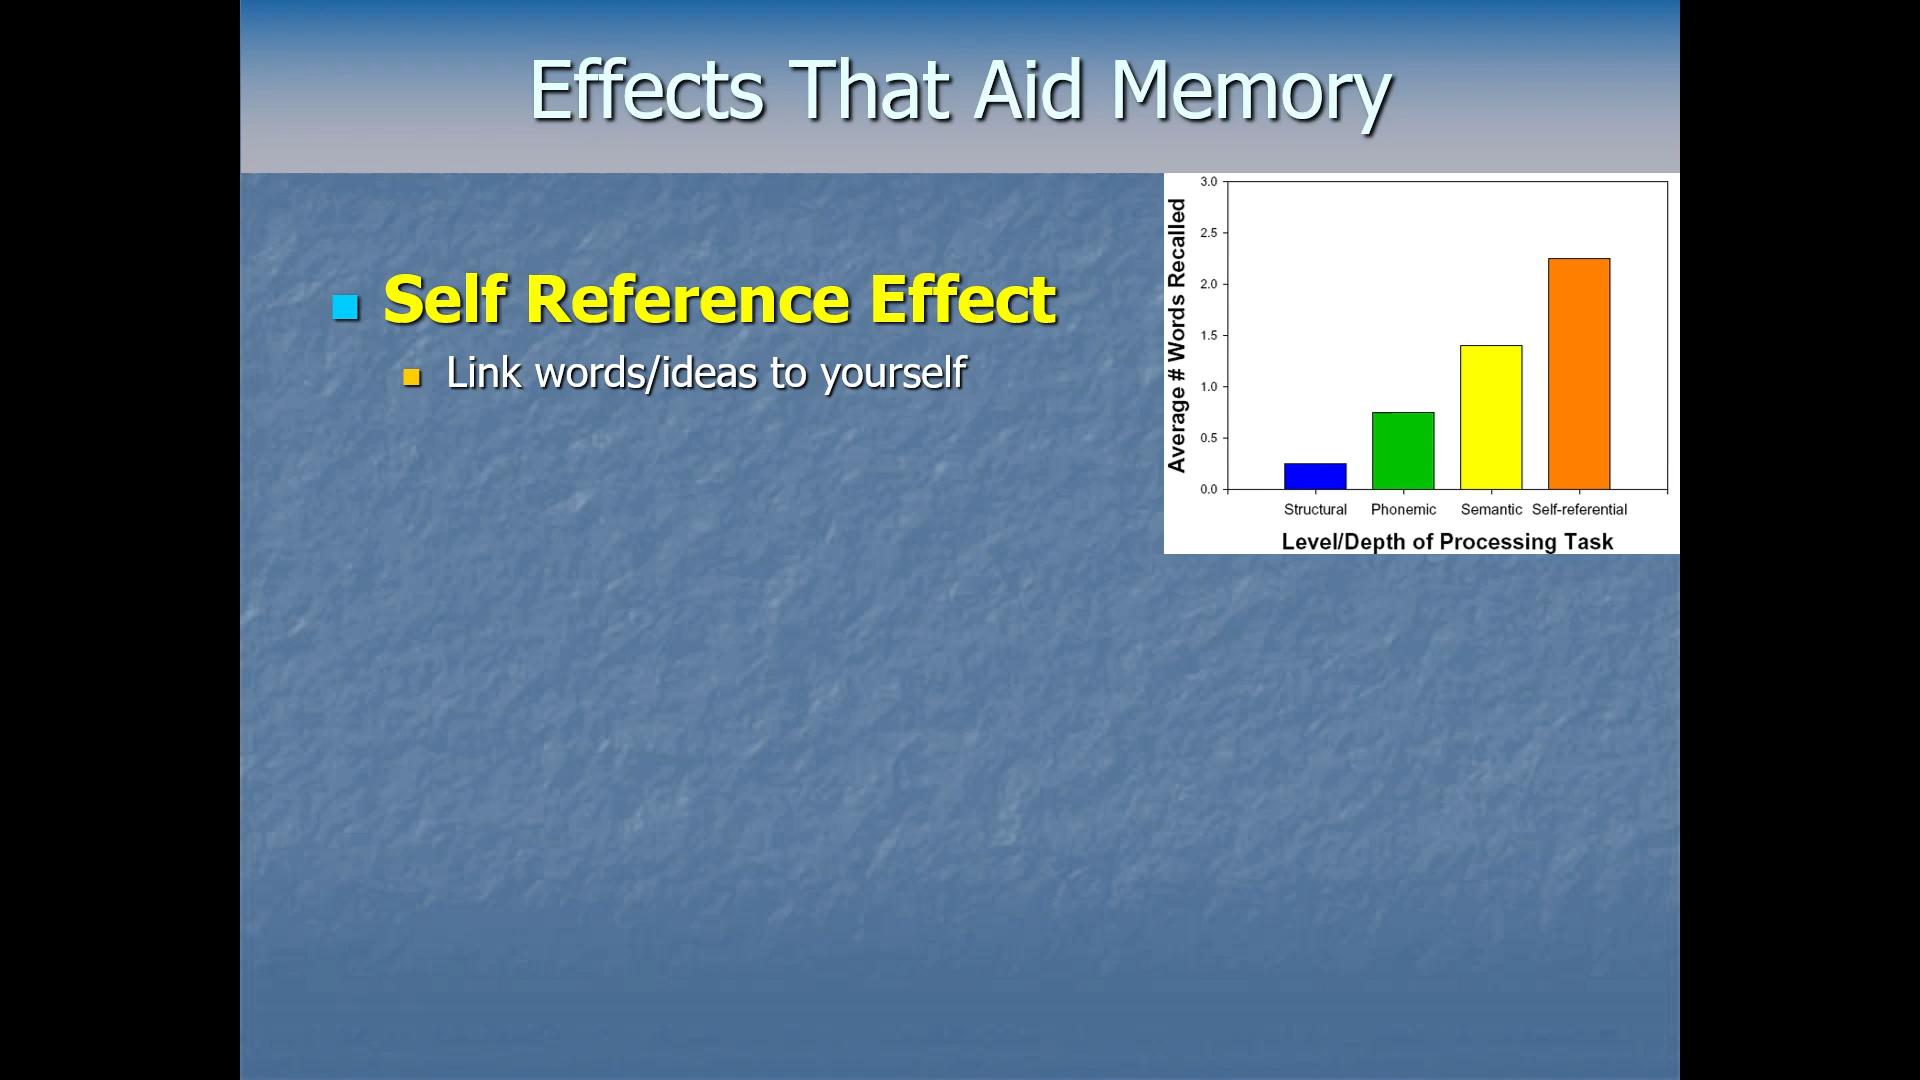 Effects That Aid Memory
Self Reference Effect
Link words/ideas to yourself
Average # Words Recalled
3.0
2.5
2.0
1.5
1.0
0.5
0.0
Structural Phonemic Semantic Self-referential
Level/Depth of Processing Task